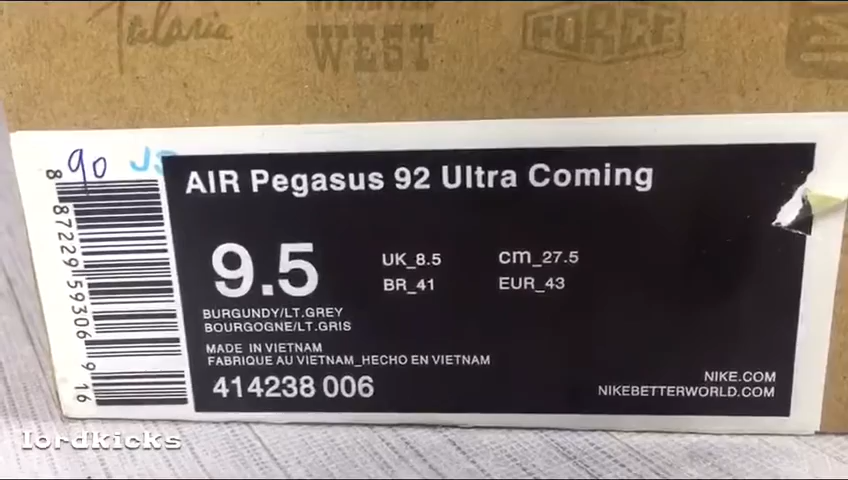 Italaria
WEST
FORCE
90 JS
AIR Pegasus 92 Ultra Coming
9.5
UK_8.5 cm_27.5
BR_41 EUR_43
BURGUNDY/LT.GREY
BOURGOGNE/LT.GRIS
MADE IN VIETNAM
FABRIQUE AU VIETNAM_HECHO EN VIETNAM
414238 006
NIKE.COM
NIKEBETTERWORLD.COM
8 87229 59306 9 16
lordkicks